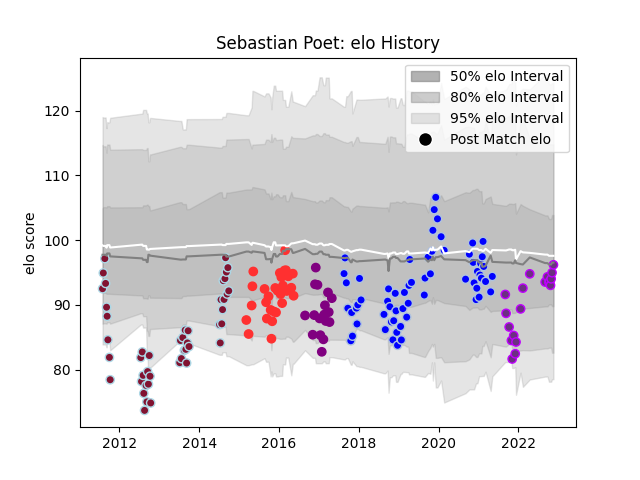 Sebastian Poet: elo History
50% elo Interval
80% elo Interval
95% elo Interval
Post Match elo
elo score
120
110
100
90
80
2012
2014
2016
2018
2020
2022